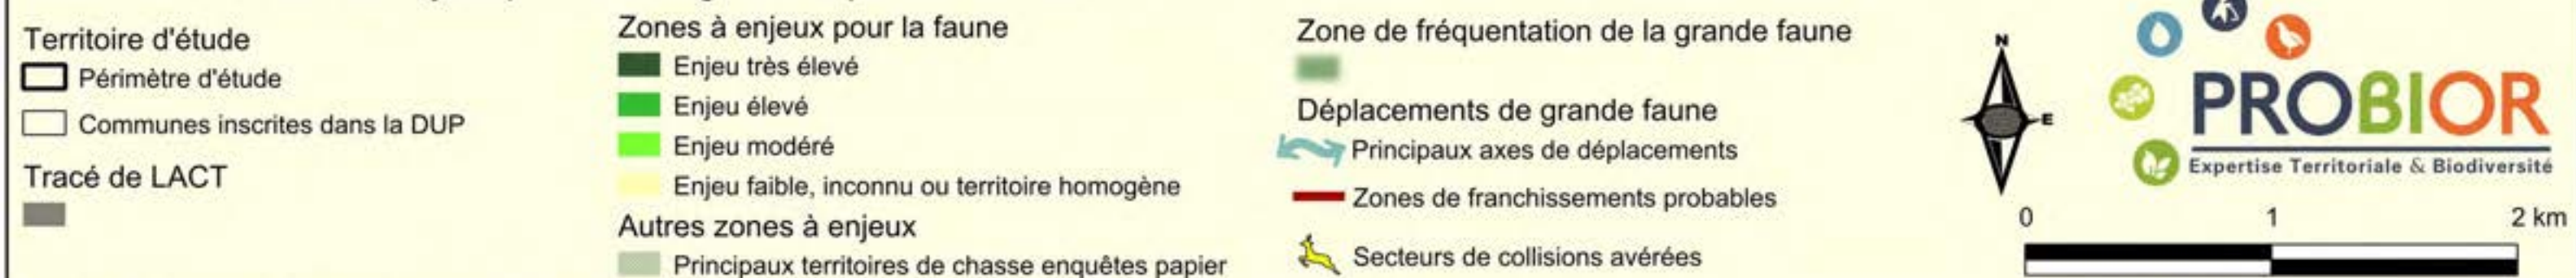 Territoire d'étude
Périmètre d'étude
Communes inscrites dans la DUP
Tracé de LACT
Zones à enjeux pour la faune
Enjeu très élevé
Enjeu élevé
Enjeu modéré
Enjeu faible, inconnu ou territoire homogène
Autres zones à enjeux
Principaux territoires de chasse enquêtes papier
Zone de fréquentation de la grande faune
Déplacements de grande faune
Principaux axes de déplacements
Zones de franchissements probables
Secteurs de collisions avérées
N
E
PROBIOR
Expertise Territoriale & Biodiversité
0 1 2 km